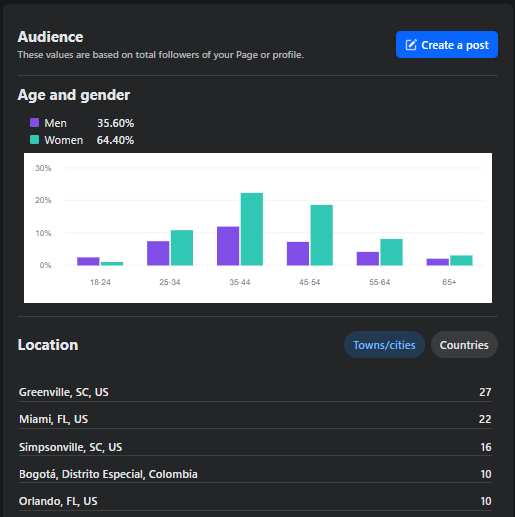 Audience
These values are based on total followers of your Page or profile.
Create a post
Age and gender
Men 35.60%
Women 64.40%
30%
20%
10%
0%
18-24 25-34 35-44 45-54 55-64 65+
Location
Towns/cities Countries
Greenville, SC, US 27
Miami, FL, US 22
Simpsonville, SC, US 16
Bogotá, Distrito Especial, Colombia 10
Orlando, FL, US 10